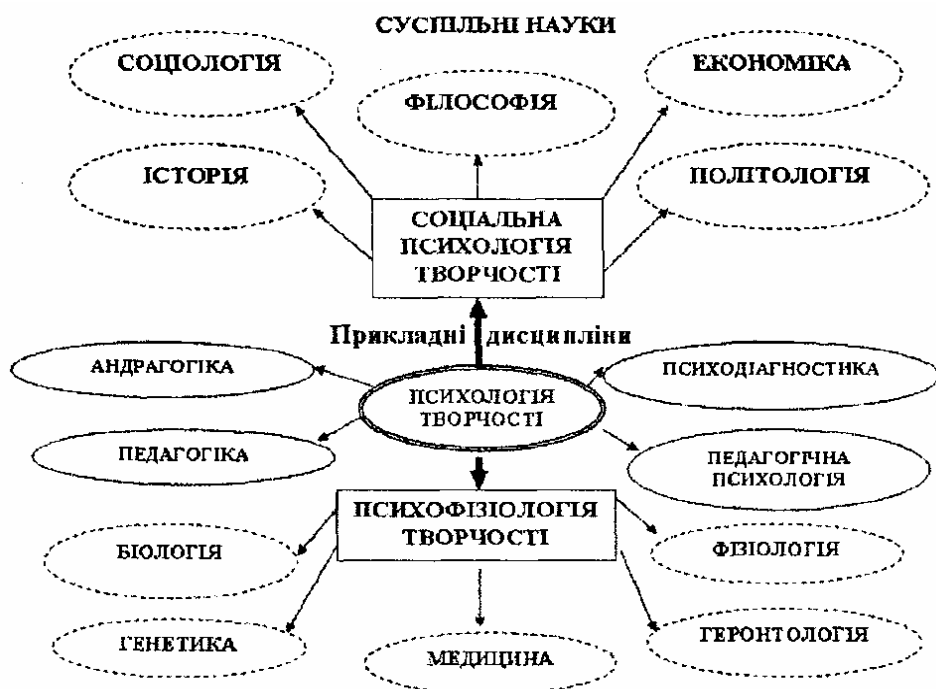 СУСПІЛЬНІ НАУКИ
СОЦІОЛОГІЯ
ЕКОНОМІКА
ФІЛОСОФІЯ
ІСТОРІЯ
ПОЛІТОЛОГІЯ
СОЦІАЛЬНА
ПСИХОЛОГІЯ
ТВОРЧОСТІ
Прикладні дисципліни
АНДРАГОГІКА
ПСИХОДІАГНОСТИКА
ПСИХОЛОГІЯ
ТВОРЧОСТІ
ПЕДАГОГІКА
ПЕДАГОГІЧНА
ПСИХОЛОГІЯ
ПСИХОФІЗІОЛОГІЯ
ТВОРЧОСТІ
БІОЛОГІЯ
ФІЗІОЛОГІЯ
ГЕНЕТИКА
МЕДИЦИНА
ГЕРОНТОЛОГІЯ